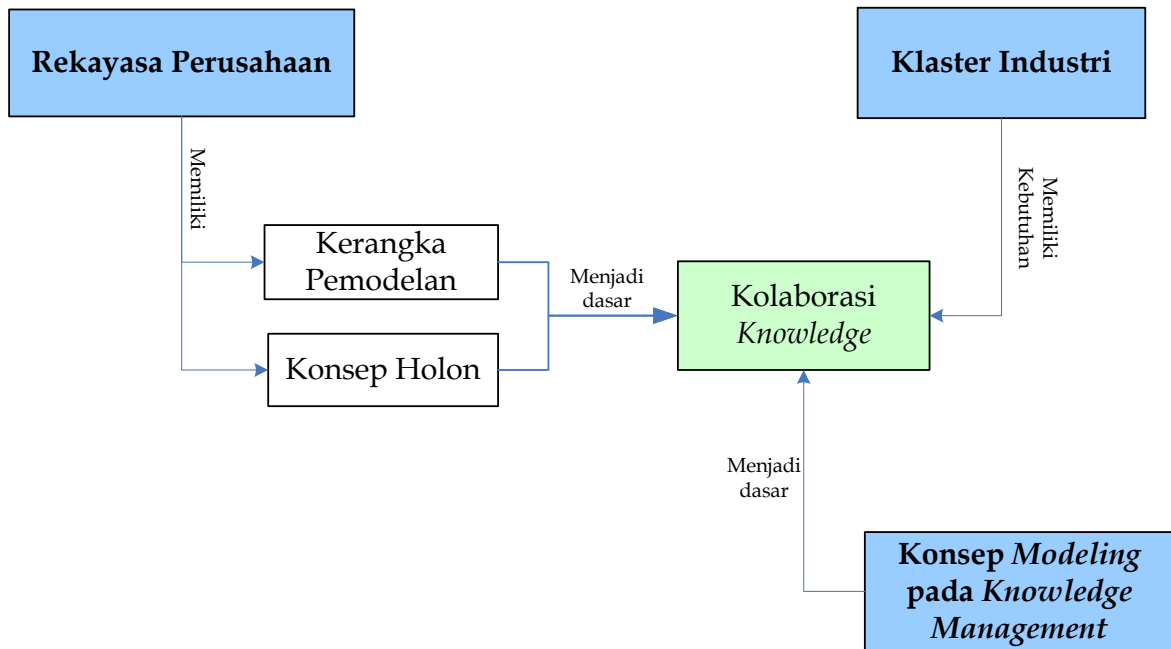 Rekayasa Perusahaan
Klaster Industri
Memiliki
Memiliki
Kebutuhan
Kerangka
Pemodelan
Konsep Holon
Menjadi
dasar
Kolaborasi
Knowledge
Menjadi
dasar
Konsep Modeling
pada Knowledge
Management